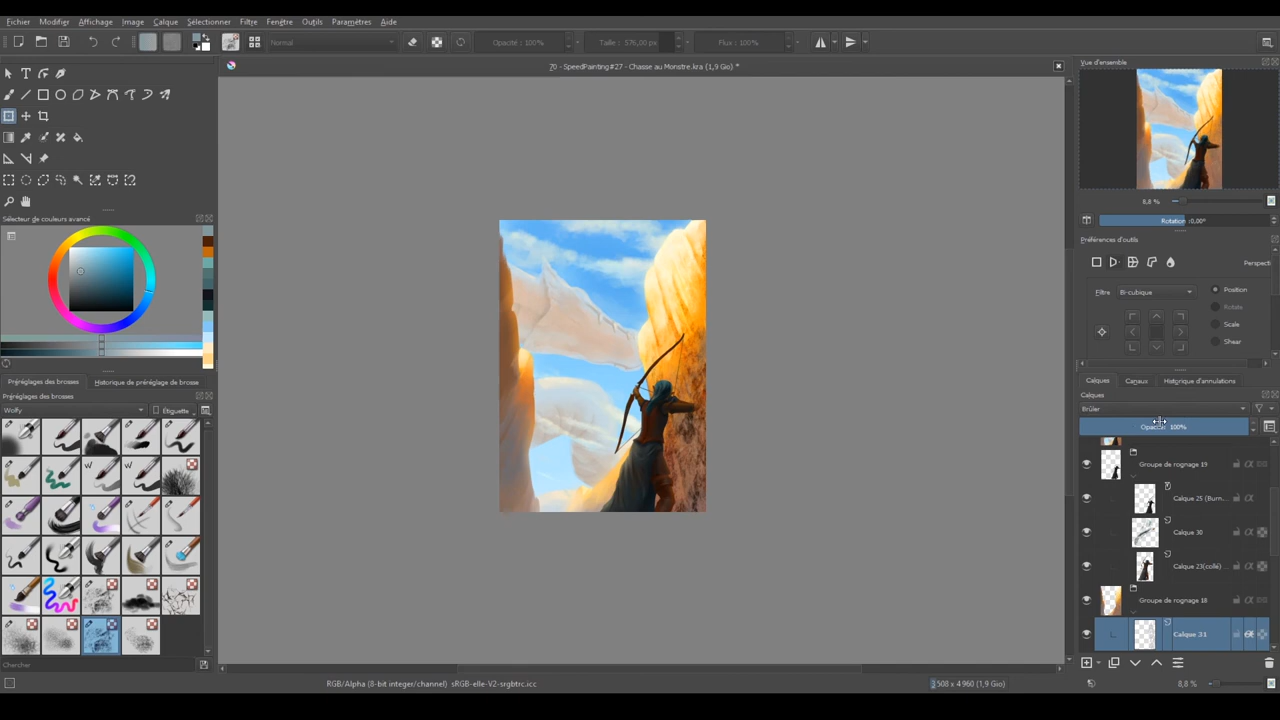 Fichier Modifier Affichage Image Calque Sélectionner Filtre Fenêtre Outils Paramètres Aide
Normal Opacité : 100% Taille : 576,00 px Flux : 100%
70 - SpeedPainting#27 - Chasse au Monstre.kra (1,9 Gio) *
Vue d'ensemble
8,8 %
Rotation :0,00°
Sélecteur de couleurs avancé
Préférences d'outils
Perspecti
Filtre Bi-cubique Position
Rotate
Scale
Shear
Préréglages des brosses Historique de préréglage de brosse
Préréglages des brosses
Wolfy Étiquette
Calques Canaux Historique d'annulations
Calques
Brûler
Opacité: 100%
Groupe de rognage 19
Calque 25 (Burn...
Calque 30
Calque 23(collé) ...
Groupe de rognage 18
Calque 31
Chercher
RGB/Alpha (8-bit integer/channel) sRGB-elle-V2-srgbtrc.icc
3 508 x 4 960 (1,9 Gio)
8,8 %